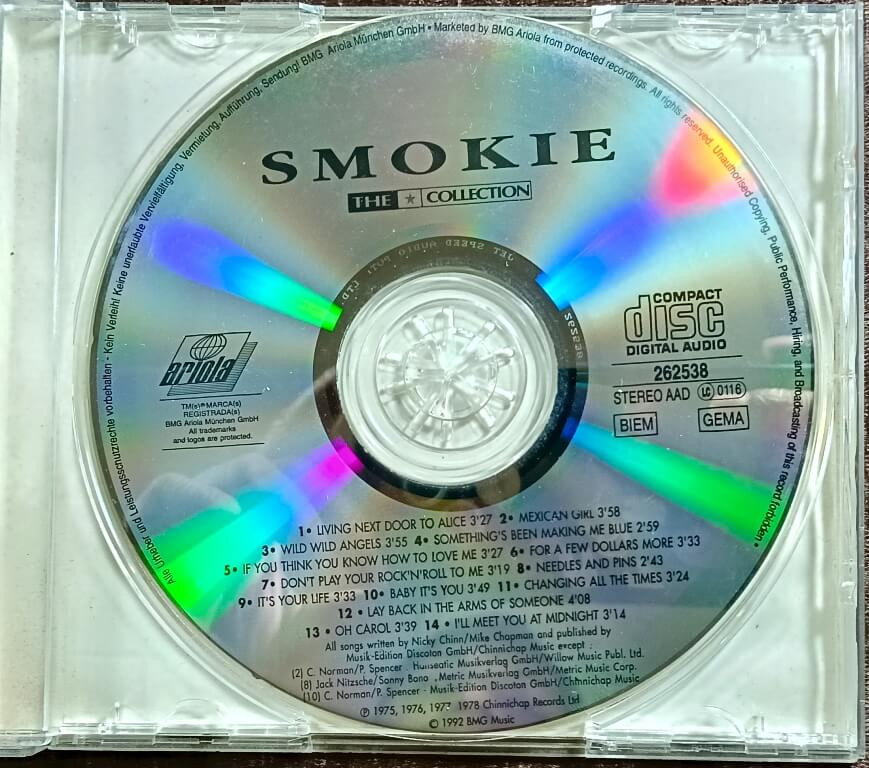 Alle Urheber und Leistungsschutzrechte vorbehalten • Kein Verleih! Keine unerlaubte Vervielfältigung, Vermietung, Aufführung, Sendung! BMG Ariola München GmbH • Marketed by BMG Ariola from protected recordings. All rights reserved. Unauthorised Copying, Public Performance, Hiring, and Broadcasting of this record forbidden •
SMOKIE
THE ★ COLLECTION
JET SPEED AUDIO PVT. LTD.
262538
COMPACT
disc
DIGITAL AUDIO
262538
STEREO AAD LC 0116
BIEM GEMA
ariola
TM(s)® MARCA(s)
REGISTRADA(s)
BMG Ariola München GmbH
All trademarks
and logos are protected.
1• LIVING NEXT DOOR TO ALICE 3'27 2• MEXICAN GIRL 3'58
3• WILD WILD ANGELS 3'55 4• SOMETHING'S BEEN MAKING ME BLUE 2'59
5• IF YOU THINK YOU KNOW HOW TO LOVE ME 3'27 6• FOR A FEW DOLLARS MORE 3'33
7• DON'T PLAY YOUR ROCK'N'ROLL TO ME 3'19 8• NEEDLES AND PINS 2'43
9• IT'S YOUR LIFE 3'33 10• BABY IT'S YOU 3'49 11• CHANGING ALL THE TIMES 3'24
12 • LAY BACK IN THE ARMS OF SOMEONE 4'08
13 • OH CAROL 3'39 14 • I'LL MEET YOU AT MIDNIGHT 3'14
All songs written by Nicky Chinn/Mike Chapman and published by
Musik-Edition Discoton GmbH/Chinnichap Music except :
(2) C. Norman/P. Spencer - Hanseatic Musikverlag GmbH/Willow Music Publ. Ltd.
(8) Jack Nitzsche/Sonny Bono - Metric Musikverlag GmbH/Metric Music Corp.
(10) C. Norman/P. Spencer - Musik-Edition Discoton GmbH/Chinnichap Music
℗ 1975, 1976, 1977, 1978 Chinnichap Records Ltd
© 1992 BMG Music